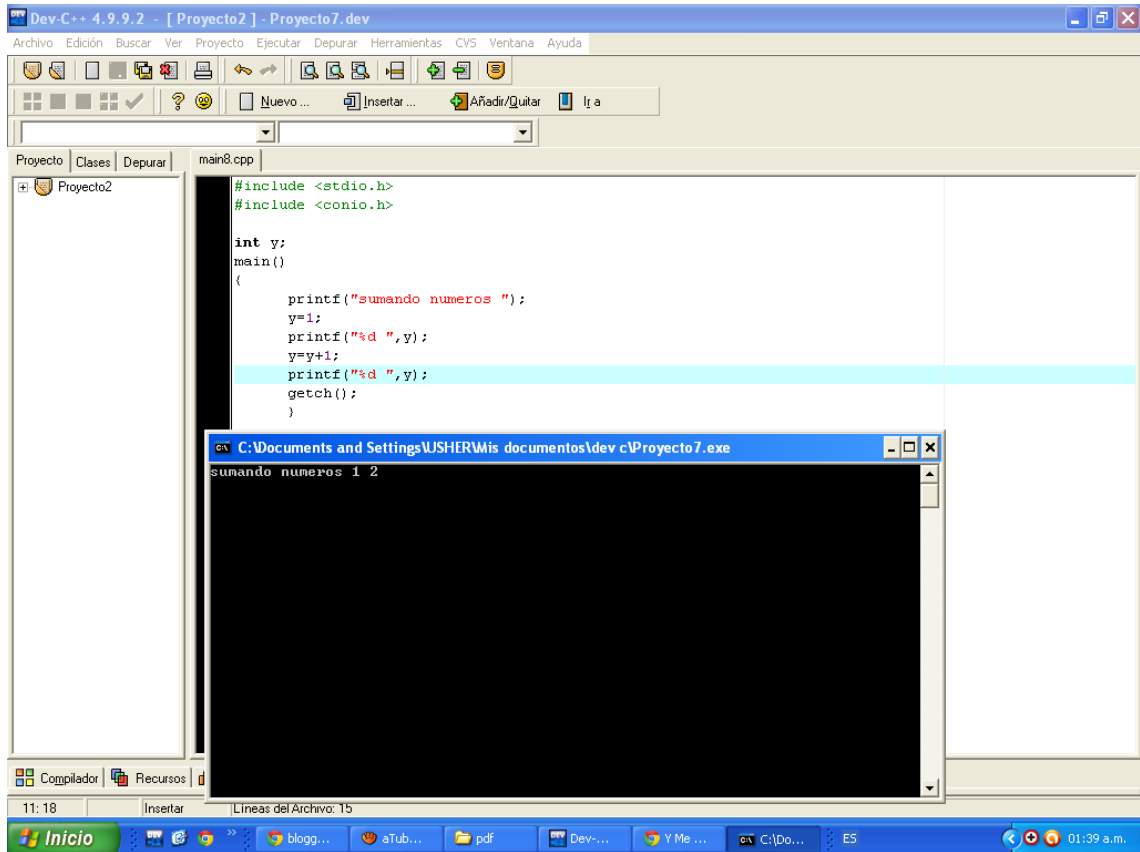 Dev-C++ 4.9.9.2 - [ Proyecto2 ] - Proyecto7.dev
Archivo Edición Buscar Ver Proyecto Ejecutar Depurar Herramientas CVS Ventana Ayuda
Nuevo ... Insertar ... Añadir/Quitar Ir a
Proyecto Clases Depurar main8.cpp
Proyecto2
#include <stdio.h>
#include <conio.h>
int y;
main()
{
printf("sumando numeros ");
y=1;
printf("%d ",y);
y=y+1;
printf("%d ",y);
getch();
}
C:\Documents and Settings\USHER\Mis documentos\dev c\Proyecto7.exe
sumando numeros 1 2
Compilador Recursos
11: 18 Insertar Líneas del Archivo: 15
Inicio » blogg... aTub... pdf Dev-... Y Me ... C:\Do... ES 01:39 a.m.